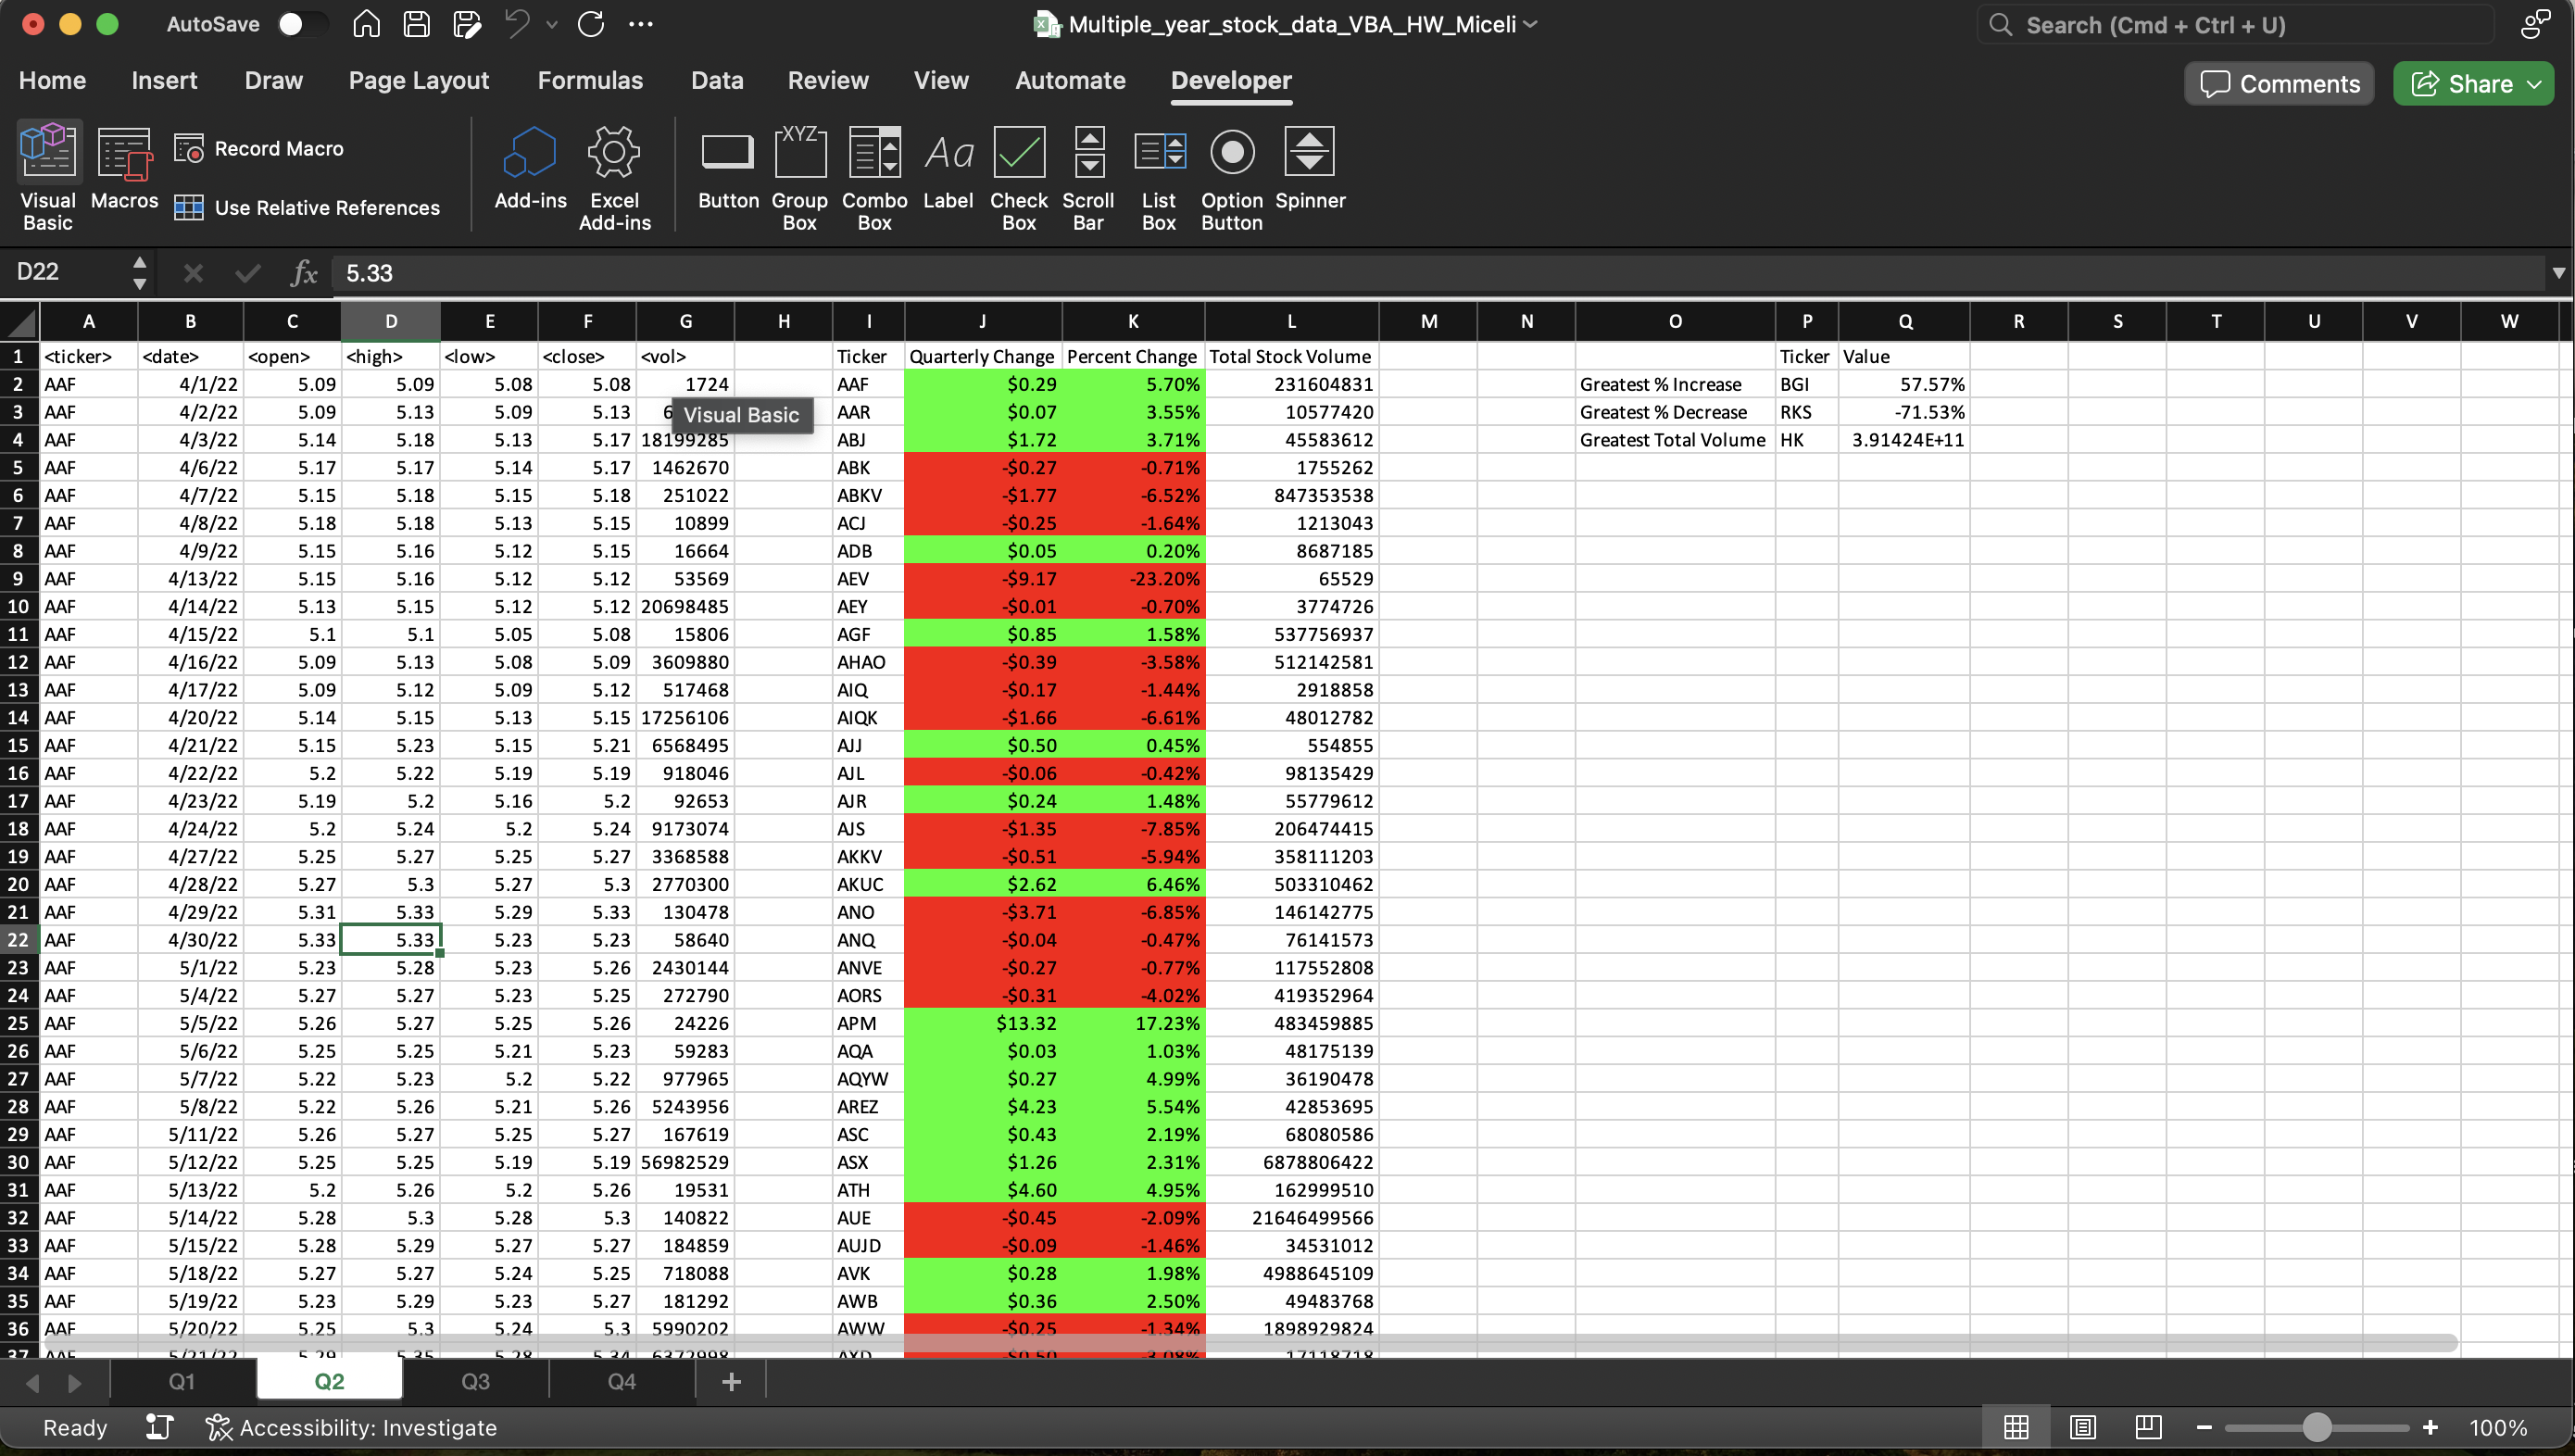 AutoSave Multiple_year_stock_data_VBA_HW_Miceli Search (Cmd + Ctrl + U)
Home Insert Draw Page Layout Formulas Data Review View Automate Developer Comments Share
Visual Basic Macros Record Macro Use Relative References Add-ins Excel Add-ins Button XYZ Group Box Combo Box Aa Label Check Box Scroll Bar List Box Option Button Spinner
D22 fx 5.33
A B C D E F G H I J K L M N O P Q R S T U V W
1 <ticker> <date> <open> <high> <low> <close> <vol> Ticker Quarterly Change Percent Change Total Stock Volume Ticker Value
2 AAF 4/1/22 5.09 5.09 5.08 5.08 1724 AAF $0.29 5.70% 231604831 Greatest % Increase BGI 57.57%
3 AAF 4/2/22 5.09 5.13 5.09 5.13 6 Visual Basic AAR $0.07 3.55% 10577420 Greatest % Decrease RKS -71.53%
4 AAF 4/3/22 5.14 5.18 5.13 5.17 18199285 ABJ $1.72 3.71% 45583612 Greatest Total Volume HK 3.91424E+11
5 AAF 4/6/22 5.17 5.17 5.14 5.17 1462670 ABK -$0.27 -0.71% 1755262
6 AAF 4/7/22 5.15 5.18 5.15 5.18 251022 ABKV -$1.77 -6.52% 847353538
7 AAF 4/8/22 5.18 5.18 5.13 5.15 10899 ACJ -$0.25 -1.64% 1213043
8 AAF 4/9/22 5.15 5.16 5.12 5.15 16664 ADB $0.05 0.20% 8687185
9 AAF 4/13/22 5.15 5.16 5.12 5.12 53569 AEV -$9.17 -23.20% 65529
10 AAF 4/14/22 5.13 5.15 5.12 5.12 20698485 AEY -$0.01 -0.70% 3774726
11 AAF 4/15/22 5.1 5.1 5.05 5.08 15806 AGF $0.85 1.58% 537756937
12 AAF 4/16/22 5.09 5.13 5.08 5.09 3609880 AHAO -$0.39 -3.58% 512142581
13 AAF 4/17/22 5.09 5.12 5.09 5.12 517468 AIQ -$0.17 -1.44% 2918858
14 AAF 4/20/22 5.14 5.15 5.13 5.15 17256106 AIQK -$1.66 -6.61% 48012782
15 AAF 4/21/22 5.15 5.23 5.15 5.21 6568495 AJJ $0.50 0.45% 554855
16 AAF 4/22/22 5.2 5.22 5.19 5.19 918046 AJL -$0.06 -0.42% 98135429
17 AAF 4/23/22 5.19 5.2 5.16 5.2 92653 AJR $0.24 1.48% 55779612
18 AAF 4/24/22 5.2 5.24 5.2 5.24 9173074 AJS -$1.35 -7.85% 206474415
19 AAF 4/27/22 5.25 5.27 5.25 5.27 3368588 AKKV -$0.51 -5.94% 358111203
20 AAF 4/28/22 5.27 5.3 5.27 5.3 2770300 AKUC $2.62 6.46% 503310462
21 AAF 4/29/22 5.31 5.33 5.29 5.33 130478 ANO -$3.71 -6.85% 146142775
22 AAF 4/30/22 5.33 5.33 5.23 5.23 58640 ANQ -$0.04 -0.47% 76141573
23 AAF 5/1/22 5.23 5.28 5.23 5.26 2430144 ANVE -$0.27 -0.77% 117552808
24 AAF 5/4/22 5.27 5.27 5.23 5.25 272790 AORS -$0.31 -4.02% 419352964
25 AAF 5/5/22 5.26 5.27 5.25 5.26 24226 APM $13.32 17.23% 483459885
26 AAF 5/6/22 5.25 5.25 5.21 5.23 59283 AQA $0.03 1.03% 48175139
27 AAF 5/7/22 5.22 5.23 5.2 5.22 977965 AQYW $0.27 4.99% 36190478
28 AAF 5/8/22 5.22 5.26 5.21 5.26 5243956 AREZ $4.23 5.54% 42853695
29 AAF 5/11/22 5.26 5.27 5.25 5.27 167619 ASC $0.43 2.19% 68080586
30 AAF 5/12/22 5.25 5.25 5.19 5.19 56982529 ASX $1.26 2.31% 6878806422
31 AAF 5/13/22 5.2 5.26 5.2 5.26 19531 ATH $4.60 4.95% 162999510
32 AAF 5/14/22 5.28 5.3 5.28 5.3 140822 AUE -$0.45 -2.09% 21646499566
33 AAF 5/15/22 5.28 5.29 5.27 5.27 184859 AUJD -$0.09 -1.46% 34531012
34 AAF 5/18/22 5.27 5.27 5.24 5.25 718088 AVK $0.28 1.98% 4988645109
35 AAF 5/19/22 5.23 5.29 5.23 5.27 181292 AWB $0.36 2.50% 49483768
36 AAF 5/20/22 5.25 5.3 5.24 5.3 5990202 AWW -$0.25 -1.34% 1898929824
37 AAF 5/21/22 5.29 5.35 5.28 5.34 6372998 AXD -$0.50 -3.08% 17118718
Q1 Q2 Q3 Q4 +
Ready Accessibility: Investigate 100%